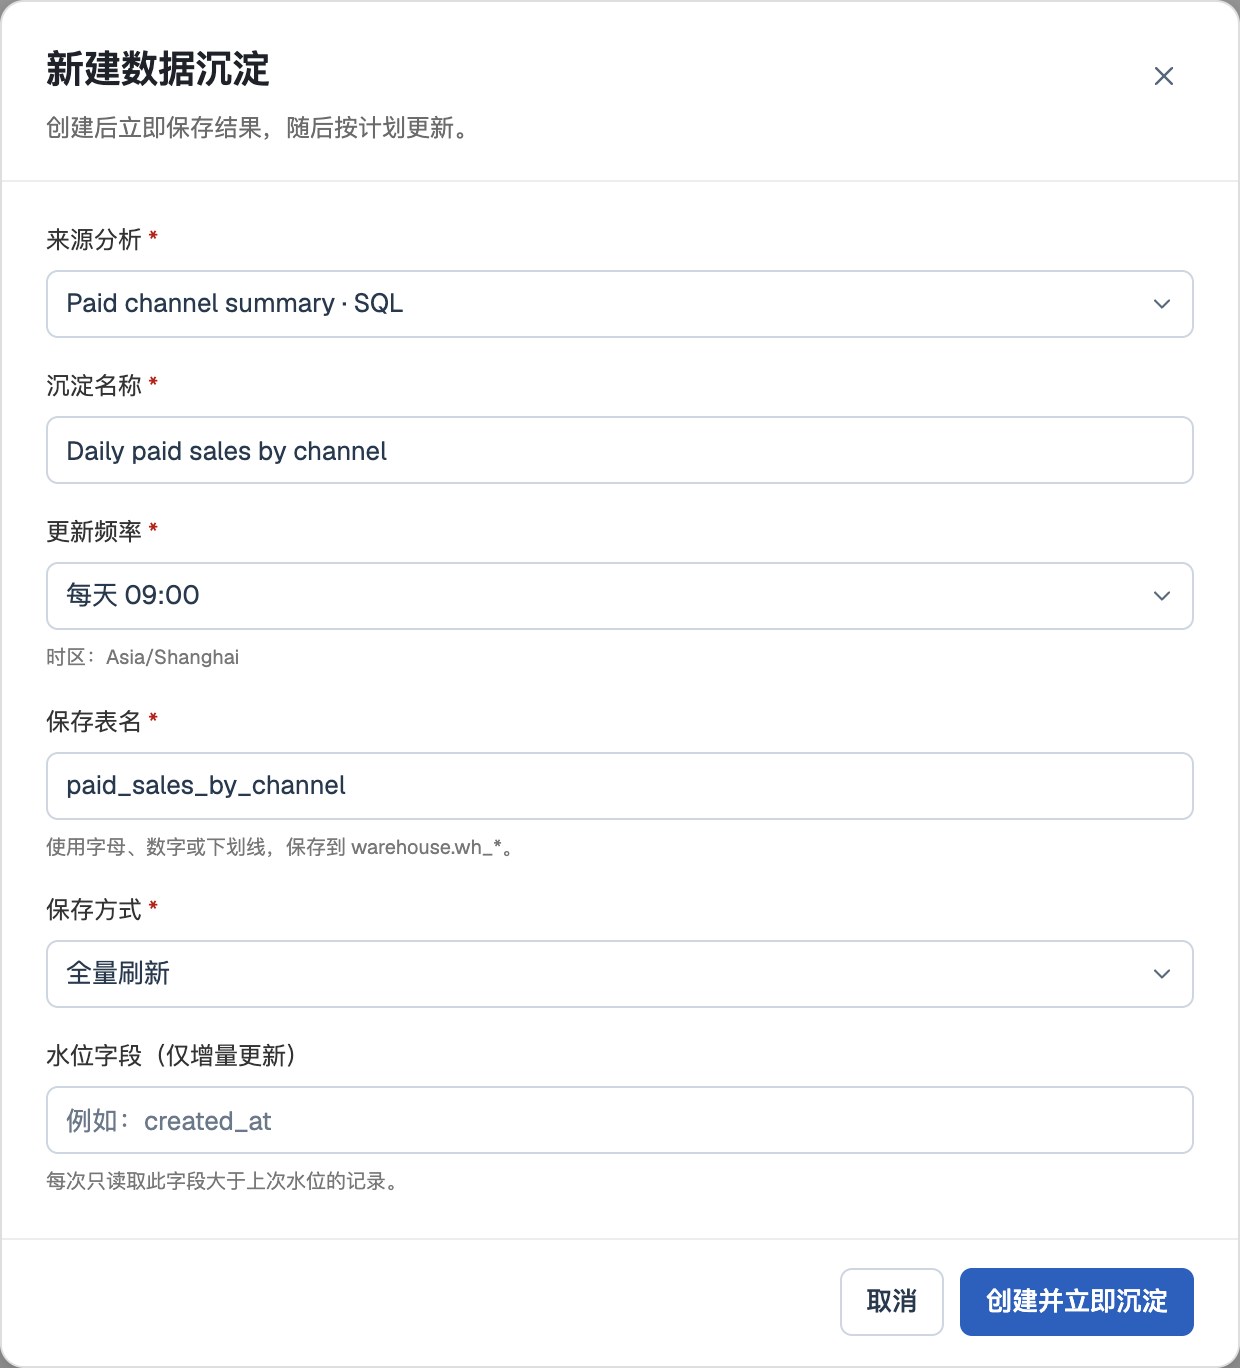 新建数据沉淀
创建后立即保存结果，随后按计划更新。
来源分析 *
Paid channel summary · SQL
沉淀名称 *
Daily paid sales by channel
更新频率 *
每天 09:00
时区：Asia/Shanghai
保存表名 *
paid_sales_by_channel
使用字母、数字或下划线，保存到 warehouse.wh_*。
保存方式 *
全量刷新
水位字段（仅增量更新）
例如：created_at
每次只读取此字段大于上次水位的记录。
取消
创建并立即沉淀